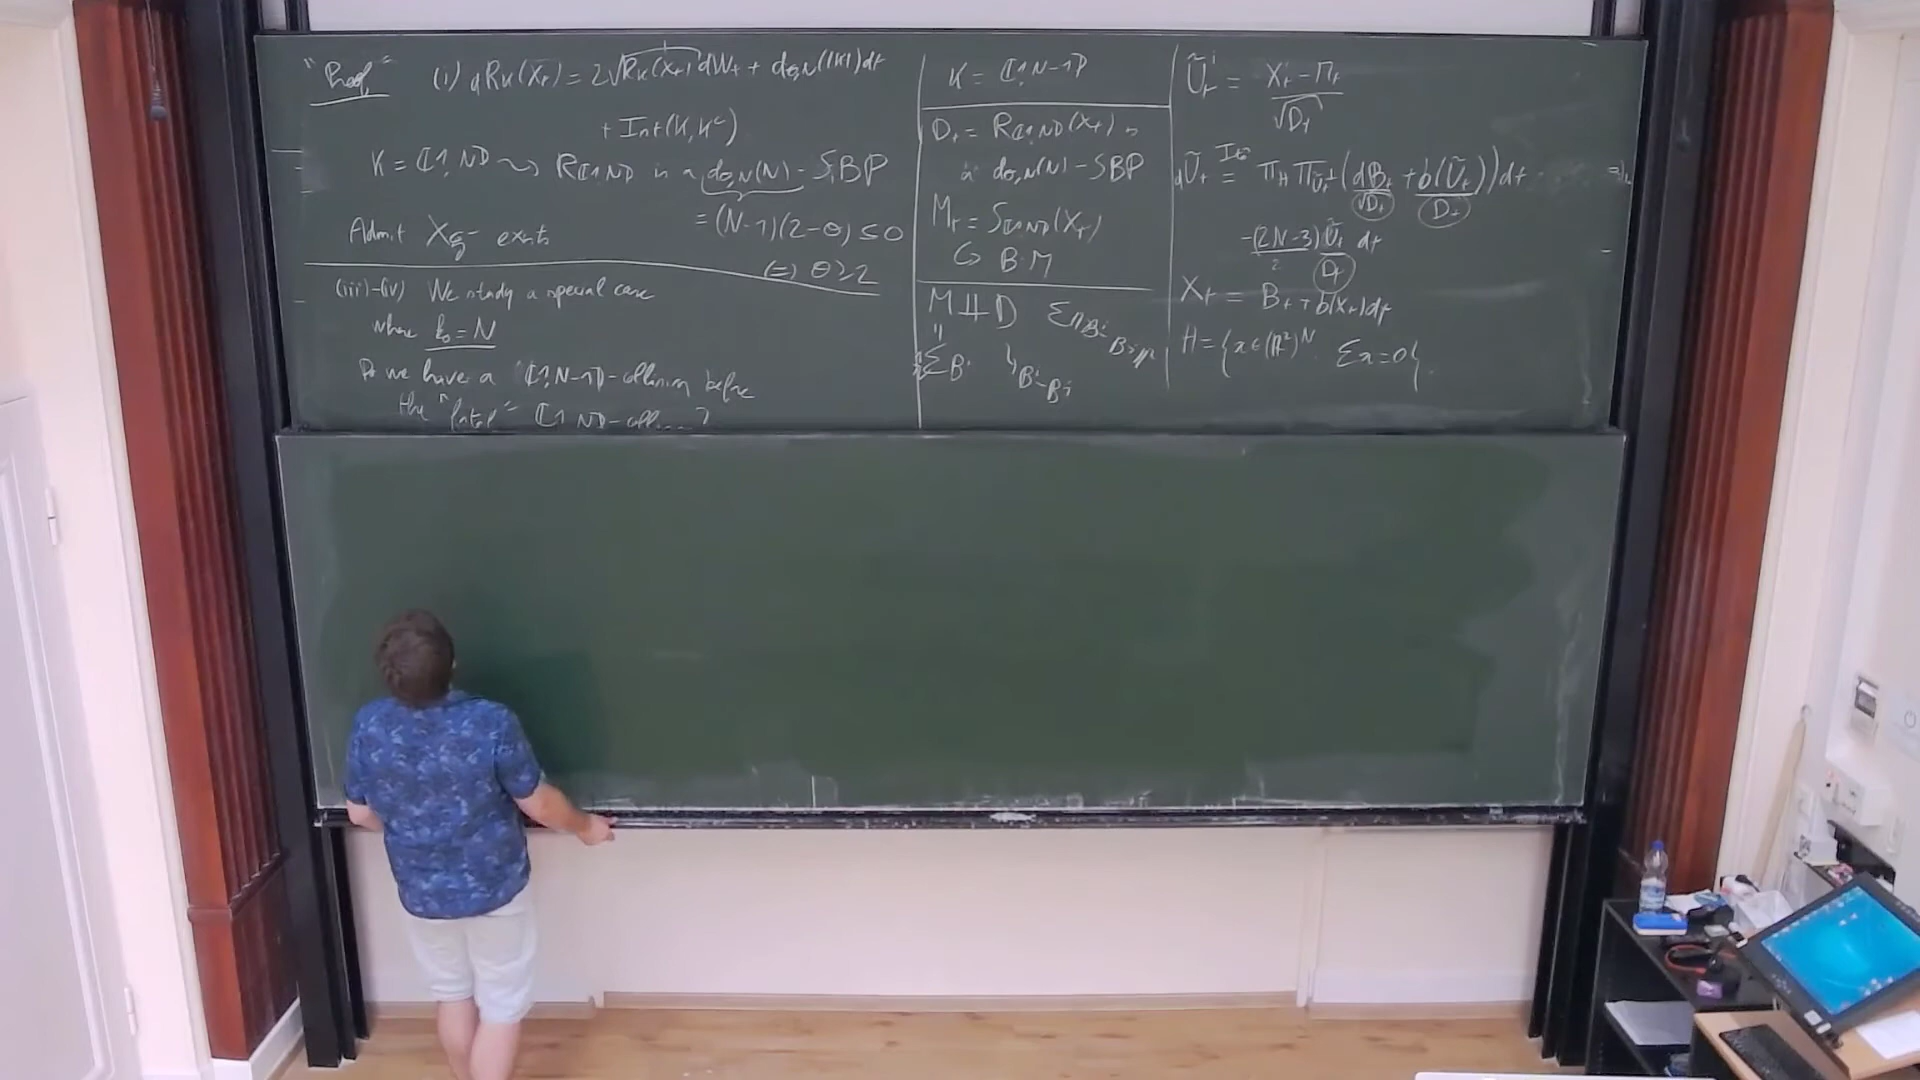 "Proof"
(i) dR_K(X_t) = 2√R_K(X_t) dW_t + d_{θ,N}(|K|)dt
+ Int(K,K^c)
K = ⟦1,N⟧ ⇝ R_{⟦1,N⟧} is a d_{θ,N}(N) - SBP
= (N-1)(2-θ) ≤ 0
Admit X_{ξ-} exists
⟺ θ ≥ 2
(iii)-(iv) We study a special case
where k_0 = N
Do we have a ⟦1,N-1⟧-collision before
the "fatal" ⟦1,N⟧-coll...?
K = ⟦1,N-1⟧
D_t = R_{⟦1,N⟧}(X_t) is
a d_{θ,N}(N) - SBP
M_t = S_{⟦1,N⟧}(X_t)
↪ BM
M ⫫ D
Σ‖B^i - B^j‖²
Σ B^i
↳ B^i - B^j
Ũ_t^i = (X_t^i - M_t)/√D_t
dŨ_t =^{Itô} π_H π_{Ũ_t^⊥} (dB_t/√D_t + b(Ũ_t)/D_t)dt
-(2N-3)/2 Ũ_t/D_t dt
X_t = B_t + b(X_t)dt
H = {x ∈ (ℝ²)^N Σx = 0}.